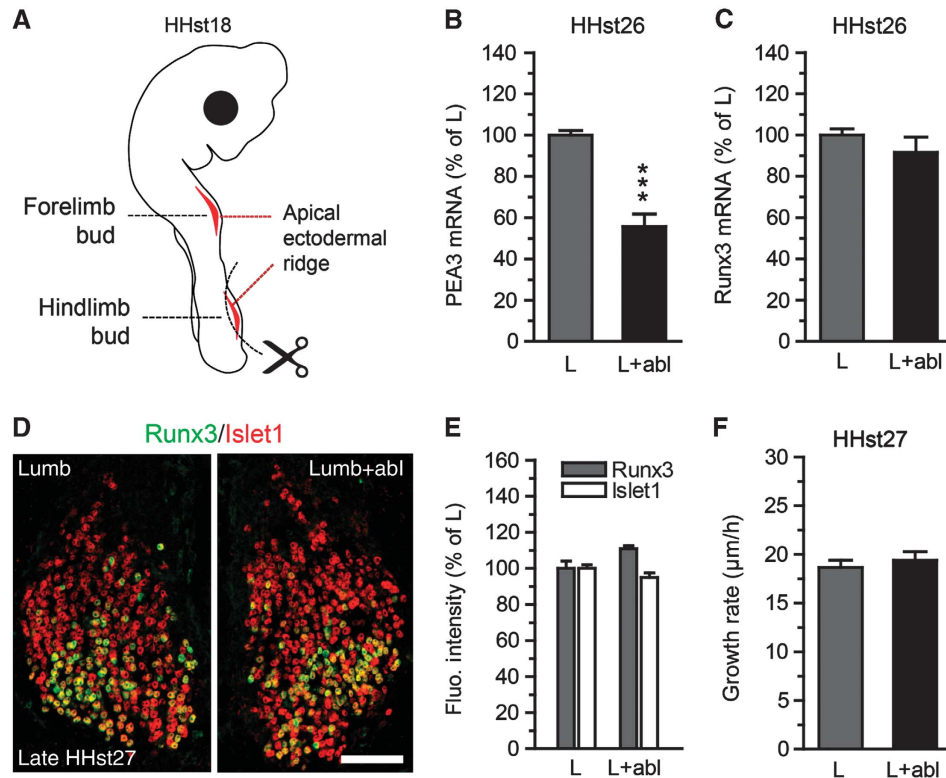 A
HHst18
Forelimb
bud
Apical
ectodermal
ridge
Hindlimb
bud
B
HHst26
PEA3 mRNA (% of L)
140
120
100
80
60
40
20
0
***
L
L+abl
C
HHst26
Runx3 mRNA (% of L)
140
120
100
80
60
40
20
0
L
L+abl
D
Runx3/Islet1
Lumb
Lumb+abl
Late HHst27
E
Fluo. intensity (% of L)
160
140
120
100
80
60
40
20
0
Runx3
Islet1
L
L+abl
F
HHst27
Growth rate (µm/h)
30
25
20
15
10
5
0
L
L+abl